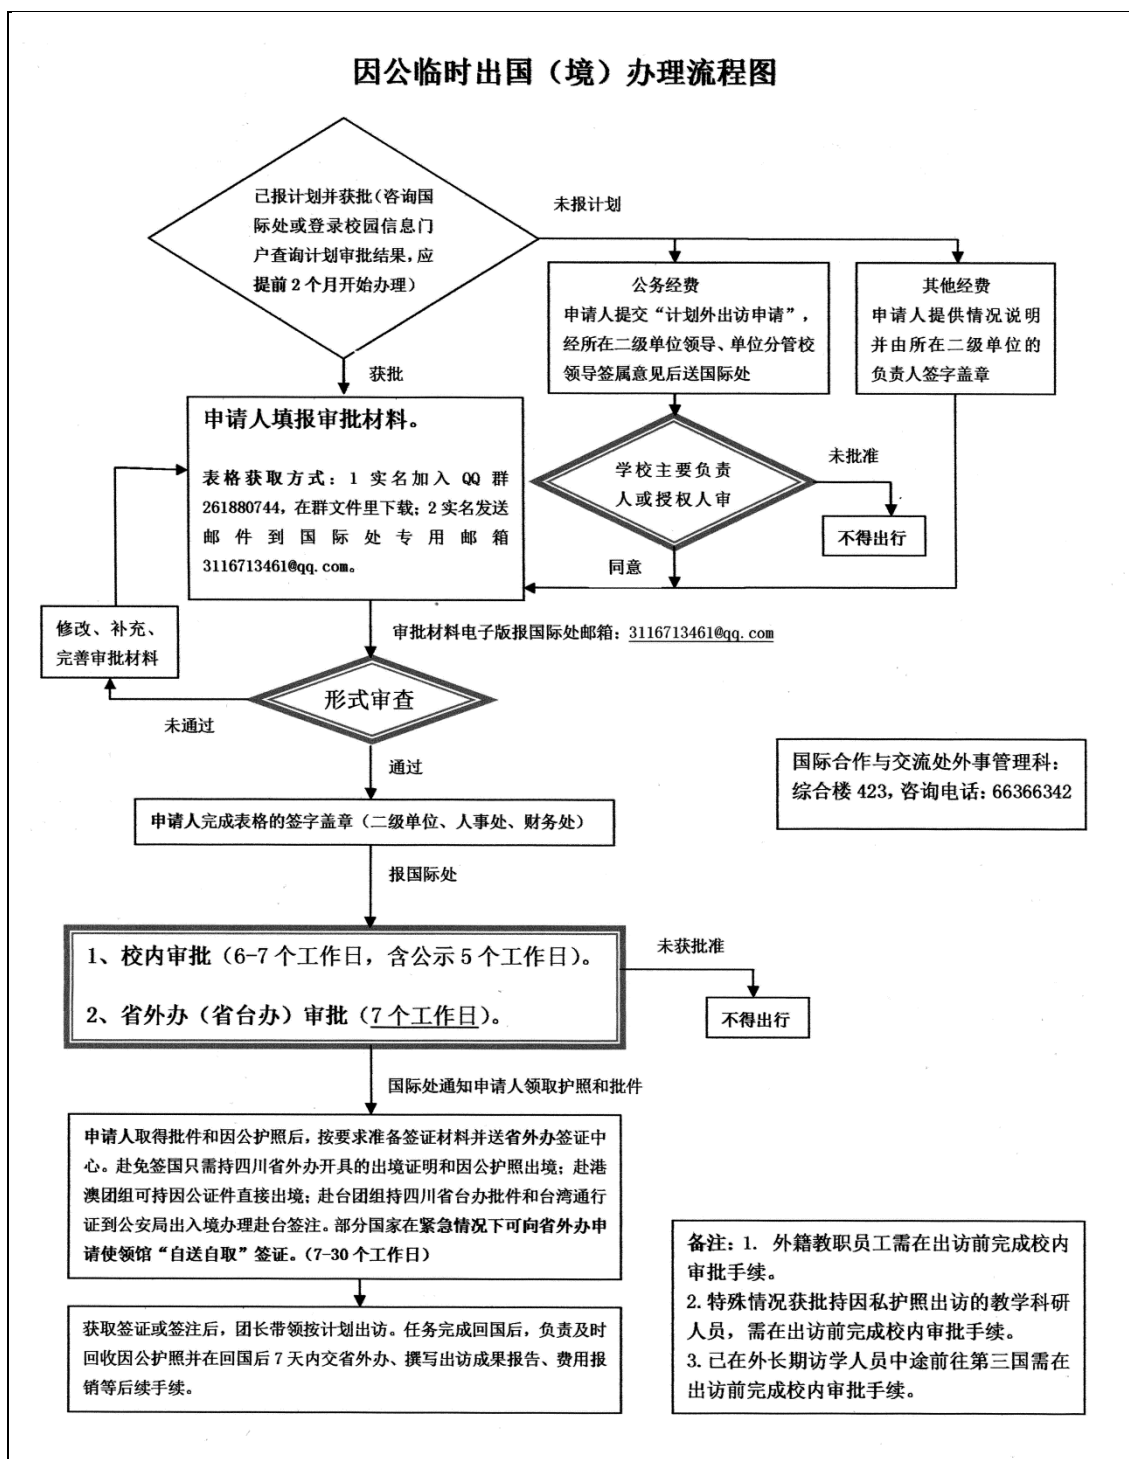 因公临时出国（境）办理流程图
已报计划并获批（咨询国
际处或登录校园信息门
户查询计划审批结果，应
提前 2 个月开始办理）
未报计划
公务经费
申请人提交“计划外出访申请”，
经所在二级单位领导、单位分管校
领导签属意见后送国际处
其他经费
申请人提供情况说明
并由所在二级单位的
负责人签字盖章
获批
申请人填报审批材料。
表格获取方式：1 实名加入 QQ 群
261880744，在群文件里下载；2 实名发送
邮件到国际处专用邮箱
3116713461@qq.com。
学校主要负责
人或授权人审
未批准
不得出行
同意
修改、补充、
完善审批材料
审批材料电子版报国际处邮箱：3116713461@qq.com
形式审查
未通过
通过
国际合作与交流处外事管理科：
综合楼 423，咨询电话：66366342
申请人完成表格的签字盖章（二级单位、人事处、财务处）
报国际处
1、校内审批（6-7 个工作日，含公示 5 个工作日）。
2、省外办（省台办）审批（7 个工作日）。
未获批准
不得出行
国际处通知申请人领取护照和批件
申请人取得批件和因公护照后，按要求准备签证材料并送省外办签证中
心。赴免签国只需持四川省外办开具的出境证明和因公护照出境；赴港
澳团组可持因公证件直接出境；赴台团组持四川省台办批件和台湾通行
证到公安局出入境办理赴台签注。部分国家在紧急情况下可向省外办申
请使领馆“自送自取”签证。（7-30 个工作日）
获取签证或签注后，团长带领按计划出访。任务完成回国后，负责及时
回收因公护照并在回国后 7 天内交省外办、撰写出访成果报告、费用报
销等后续手续。
备注：1. 外籍教职员工需在出访前完成校内
审批手续。
2.特殊情况获批持因私护照出访的教学科研
人员，需在出访前完成校内审批手续。
3.已在外长期访学人员中途前往第三国需在
出访前完成校内审批手续。